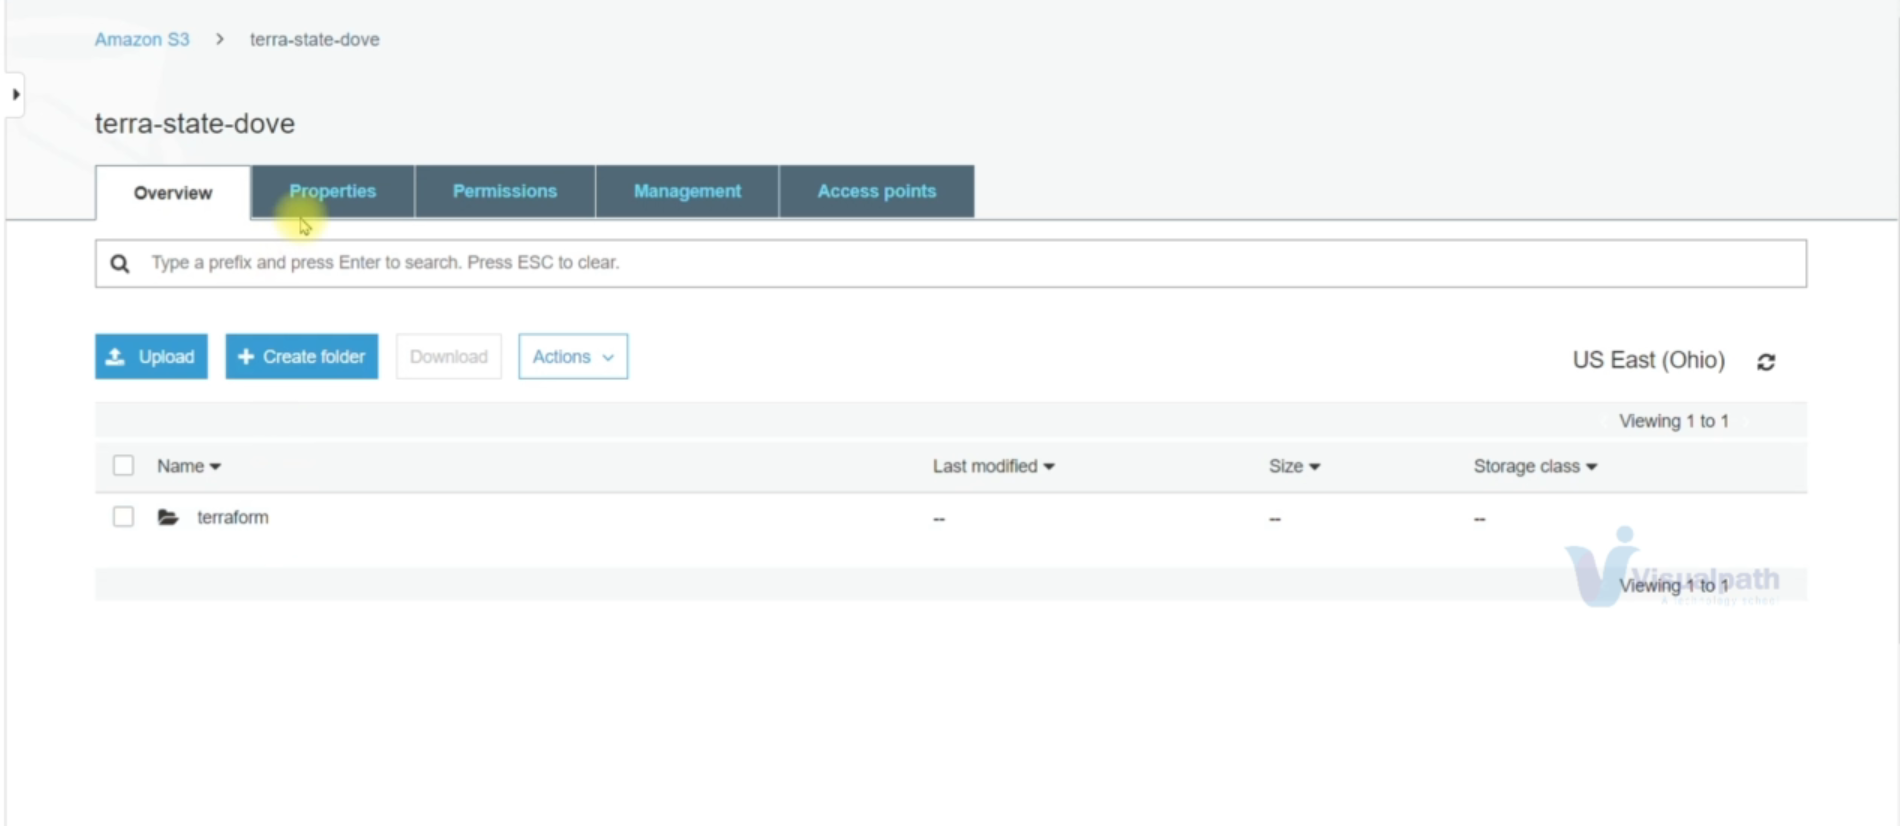 Amazon S3 > terra-state-dove
terra-state-dove
Overview Properties Permissions Management Access points
Type a prefix and press Enter to search. Press ESC to clear.
Upload + Create folder Download Actions US East (Ohio)
Viewing 1 to 1
Name Last modified Size Storage class
terraform -- -- --
Visualpath
Viewing 1 to 1